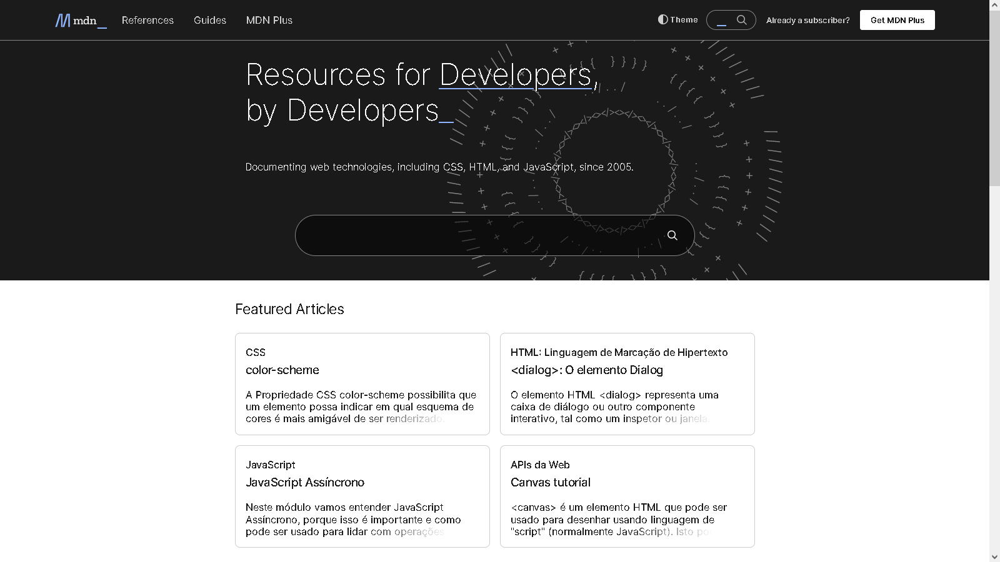 mdn_
References
Guides
MDN Plus
Theme
Already a subscriber?
Get MDN Plus
Resources for Developers,
by Developers_
Documenting web technologies, including CSS, HTML, and JavaScript, since 2005.
Featured Articles
CSS
color-scheme
A Propriedade CSS color-scheme possibilita que
um elemento possa indicar em qual esquema de
cores é mais amigável de ser renderizado.
HTML: Linguagem de Marcação de Hipertexto
<dialog>: O elemento Dialog
O elemento HTML <dialog> representa uma
caixa de diálogo ou outro componente
interativo, tal como um inspetor ou janela.
JavaScript
JavaScript Assíncrono
Neste módulo vamos entender JavaScript
Assíncrono, porque isso é importante e como
pode ser usado para lidar com operações
APIs da Web
Canvas tutorial
<canvas> é um elemento HTML que pode ser
usado para desenhar usando linguagem de
"script" (normalmente JavaScript). Isto